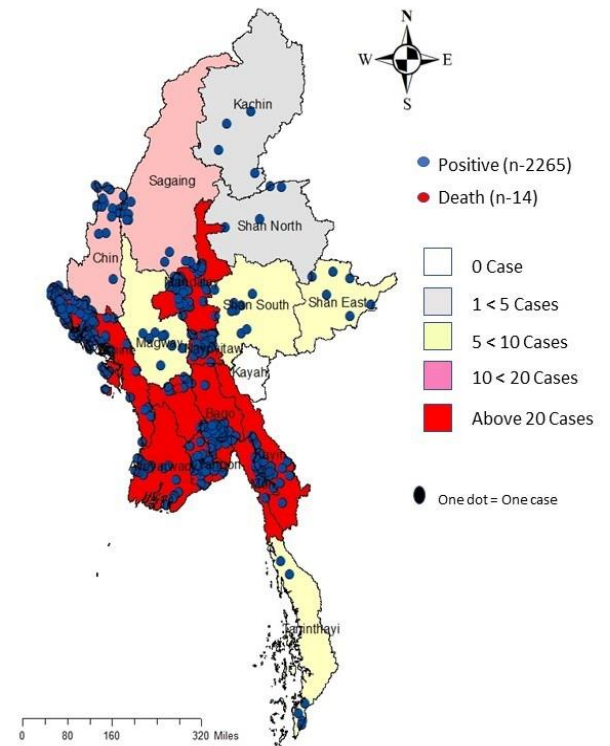 N
W E
S
Kachin
Positive (n-2265)
Sagaing
Death (n-14)
Shan North
Chin
0 Case
Shan South
Shan East
1 < 5 Cases
Magway
5 < 10 Cases
Kayah
10 < 20 Cases
Bago
Above 20 Cases
One dot = One case
Taninthayi
0 80 160 320 Miles